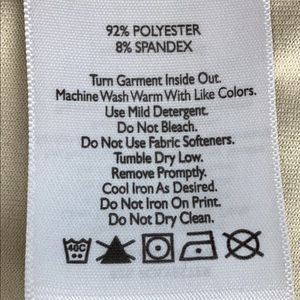 92% POLYESTER
8% SPANDEX
Turn Garment Inside Out.
Machine Wash Warm With Like Colors.
Use Mild Detergent.
Do Not Bleach.
Do Not Use Fabric Softeners.
Tumble Dry Low.
Remove Promptly.
Cool Iron As Desired.
Do Not Iron On Print.
Do Not Dry Clean.
40C